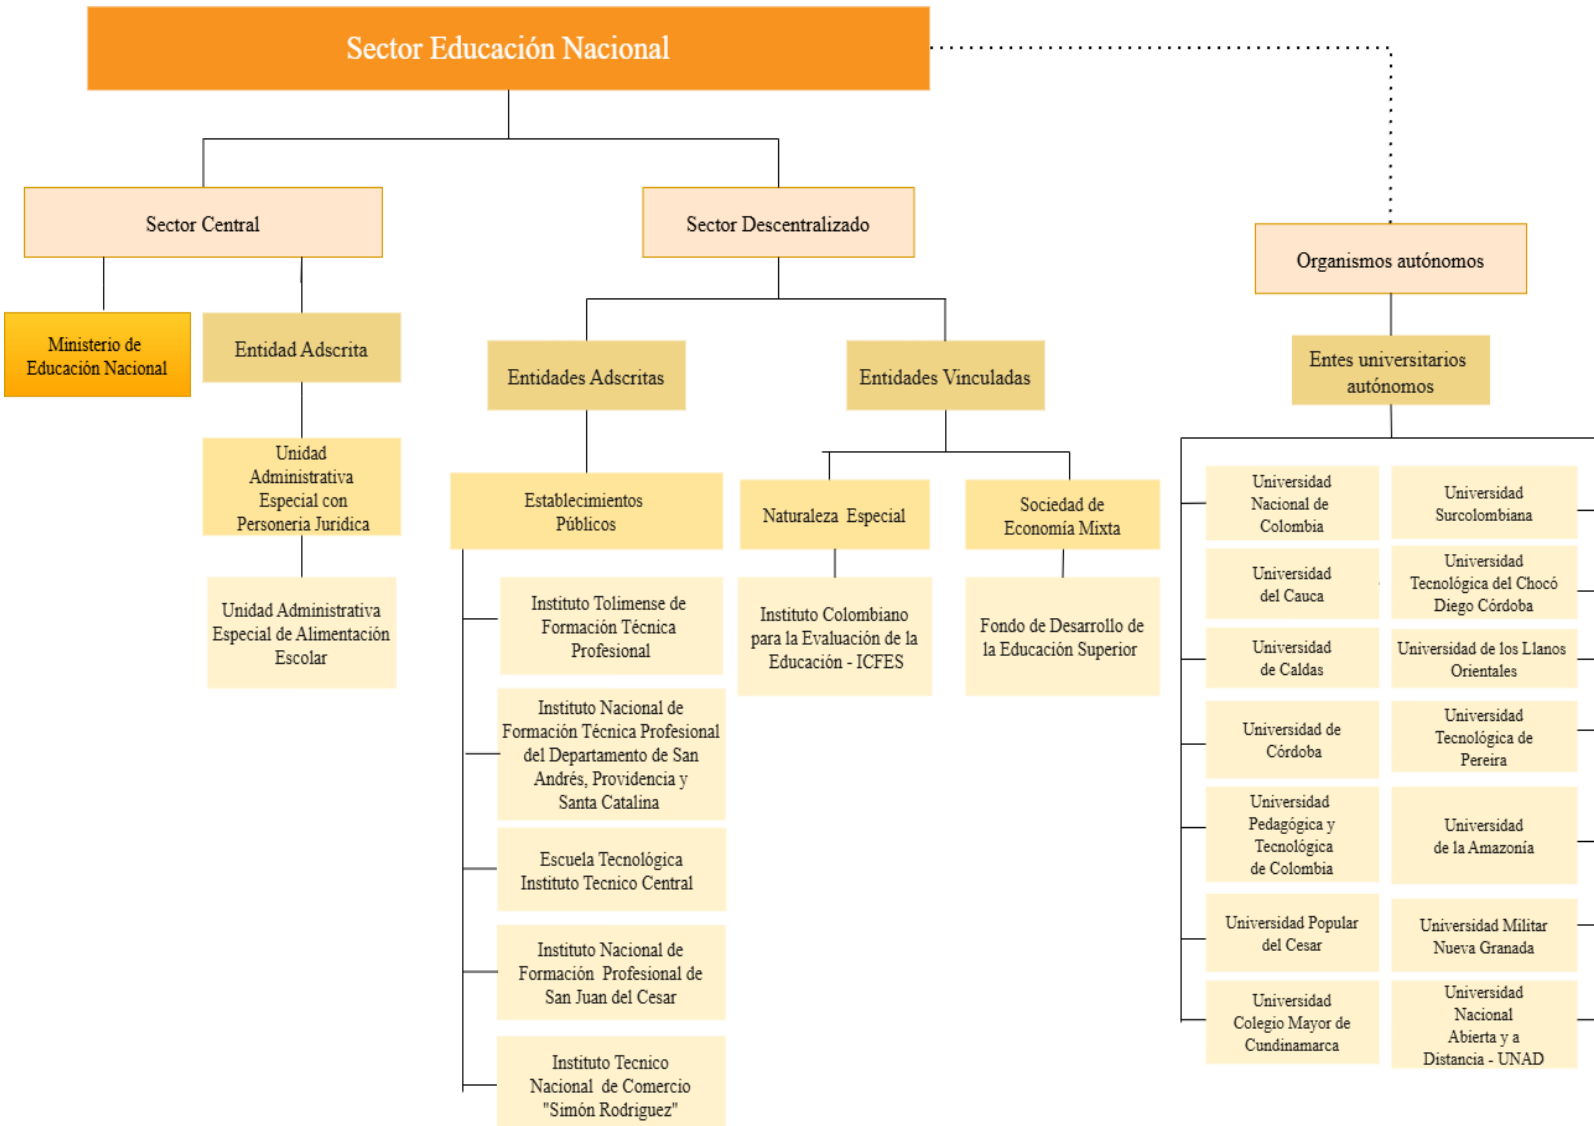 Sector Educación Nacional
Sector Central
Sector Descentralizado
Organismos autónomos
Ministerio de
Educación Nacional
Entidad Adscrita
Entidades Adscritas
Entidades Vinculadas
Entes universitarios
autónomos
Unidad
Administrativa
Especial con
Personeria Juridica
Establecimientos
Públicos
Naturaleza Especial
Sociedad de
Economía Mixta
Unidad Administrativa
Especial de Alimentación
Escolar
Instituto Tolimense de
Formación Técnica
Profesional
Instituto Nacional de
Formación Técnica Profesional
del Departamento de San
Andrés, Providencia y
Santa Catalina
Escuela Tecnológica
Instituto Tecnico Central
Instituto Nacional de
Formación Profesional de
San Juan del Cesar
Instituto Tecnico
Nacional de Comercio
"Simón Rodriguez"
Instituto Colombiano
para la Evaluación de la
Educación - ICFES
Fondo de Desarrollo de
la Educación Superior
Universidad
Nacional de
Colombia
Universidad
del Cauca
Universidad
de Caldas
Universidad de
Córdoba
Universidad
Pedagógica y
Tecnológica
de Colombia
Universidad Popular
del Cesar
Universidad
Colegio Mayor de
Cundinamarca
Universidad
Surcolombiana
Universidad
Tecnológica del Chocó
Diego Córdoba
Universidad de los Llanos
Orientales
Universidad
Tecnológica de
Pereira
Universidad
de la Amazonía
Universidad Militar
Nueva Granada
Universidad
Nacional
Abierta y a
Distancia - UNAD